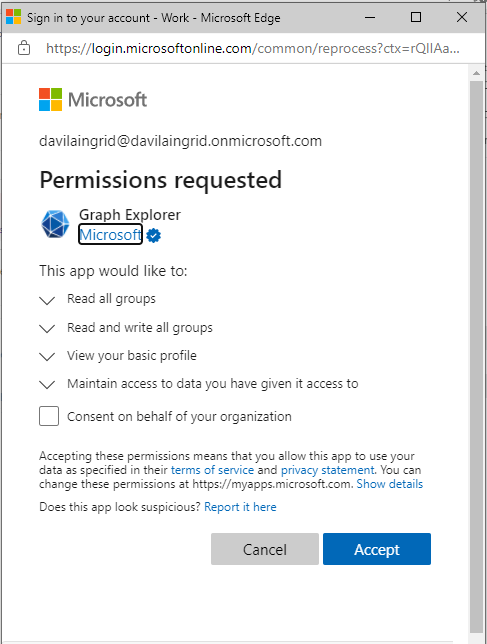 Sign in to your account - Work - Microsoft Edge
https://login.microsoftonline.com/common/reprocess?ctx=rQIIAa...
Microsoft
davilaingrid@davilaingrid.onmicrosoft.com
Permissions requested
Graph Explorer
Microsoft
This app would like to:
Read all groups
Read and write all groups
View your basic profile
Maintain access to data you have given it access to
Consent on behalf of your organization
Accepting these permissions means that you allow this app to use your
data as specified in their terms of service and privacy statement. You can
change these permissions at https://myapps.microsoft.com. Show details
Does this app look suspicious? Report it here
Cancel
Accept